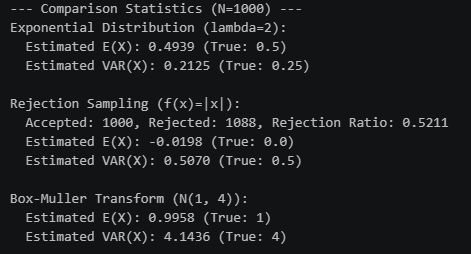 --- Comparison Statistics (N=1000) ---
Exponential Distribution (lambda=2):
  Estimated E(X): 0.4939 (True: 0.5)
  Estimated VAR(X): 0.2125 (True: 0.25)

Rejection Sampling (f(x)=|x|):
  Accepted: 1000, Rejected: 1088, Rejection Ratio: 0.5211
  Estimated E(X): -0.0198 (True: 0.0)
  Estimated VAR(X): 0.5070 (True: 0.5)

Box-Muller Transform (N(1, 4)):
  Estimated E(X): 0.9958 (True: 1)
  Estimated VAR(X): 4.1436 (True: 4)